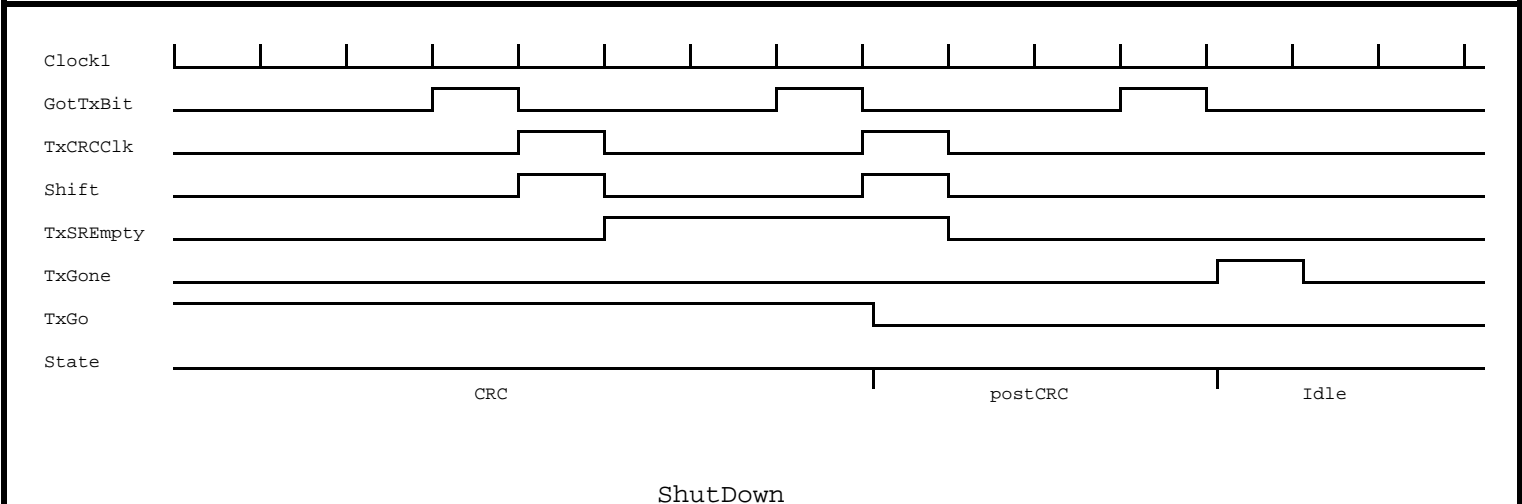 Clock1
GotTxBit
TxCRCClk
Shift
TxSREmpty
TxGone
TxGo
State
CRC postCRC Idle
ShutDown